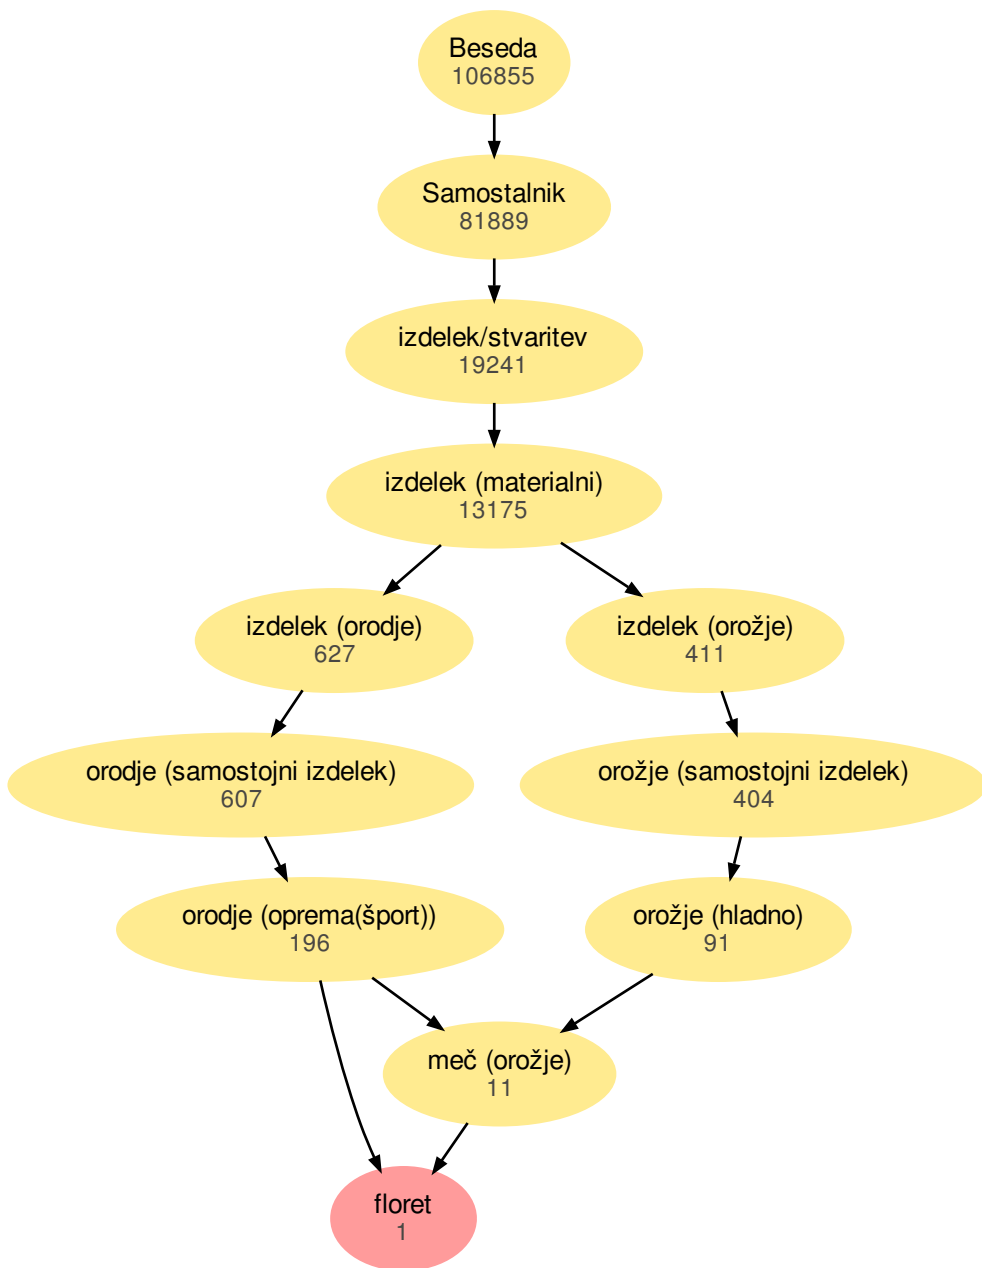 Beseda
106855
Samostalnik
81889
izdelek/stvaritev
19241
izdelek (materialni)
13175
izdelek (orodje)
627
izdelek (orožje)
411
orodje (samostojni izdelek)
607
orožje (samostojni izdelek)
404
orodje (oprema(šport))
196
orožje (hladno)
91
meč (orožje)
11
floret
1